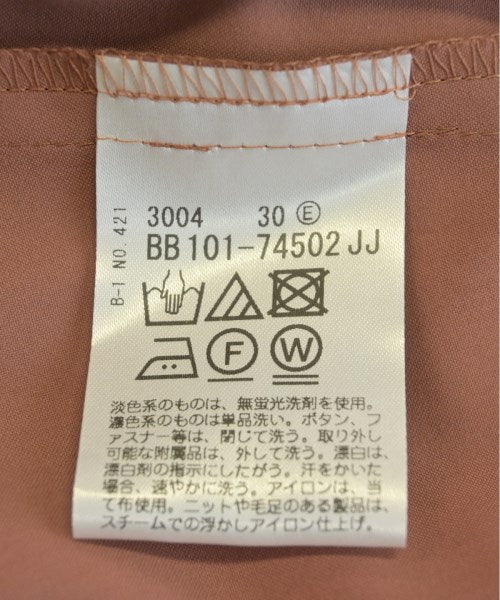 B-1 NO.421
3004 30 Ⓔ
BB101-74502JJ
F W
淡色系のものは、無蛍光洗剤を使用。
濃色系のものは単品洗い。ボタン、フ
ァスナー等は、閉じて洗う。取り外し
可能な附属品は、外して洗う。漂白は、
漂白剤の指示にしたがう。汗をかいた
場合、速やかに洗う。アイロンは、当
て布使用。ニットや毛足のある製品は、
スチームでの浮かしアイロン仕上げ。